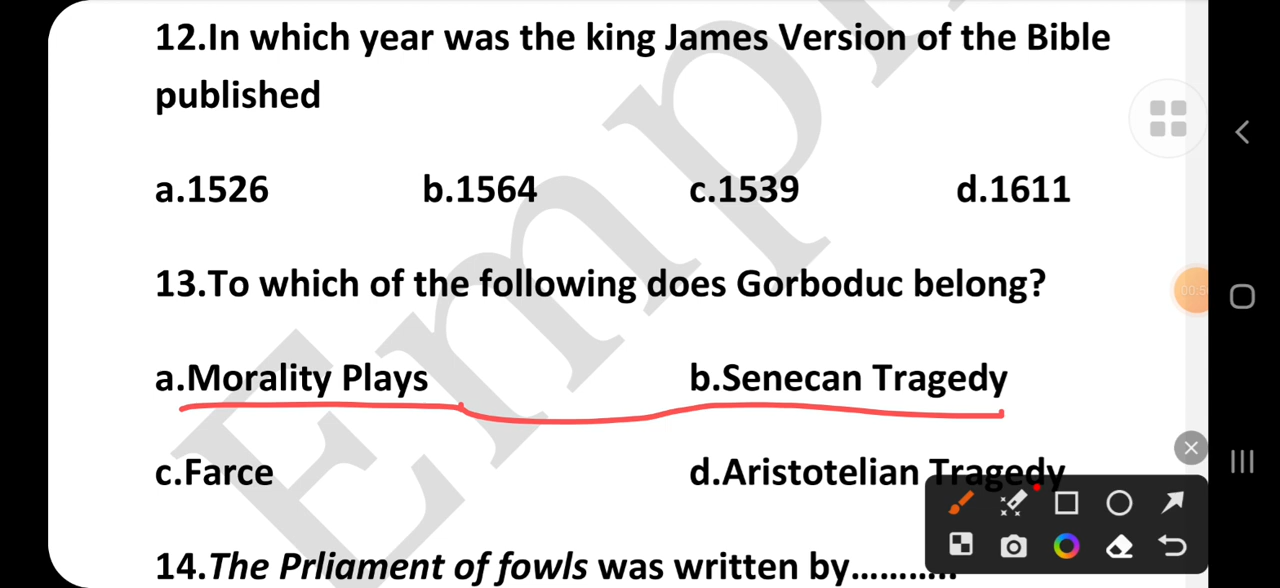 12.In which year was the king James Version of the Bible
published
a.1526 b.1564 c.1539 d.1611
13.To which of the following does Gorboduc belong?
a.Morality Plays b.Senecan Tragedy
c.Farce d.Aristotelian Tragedy
14.The Prliament of fowls was written by...........
Emp